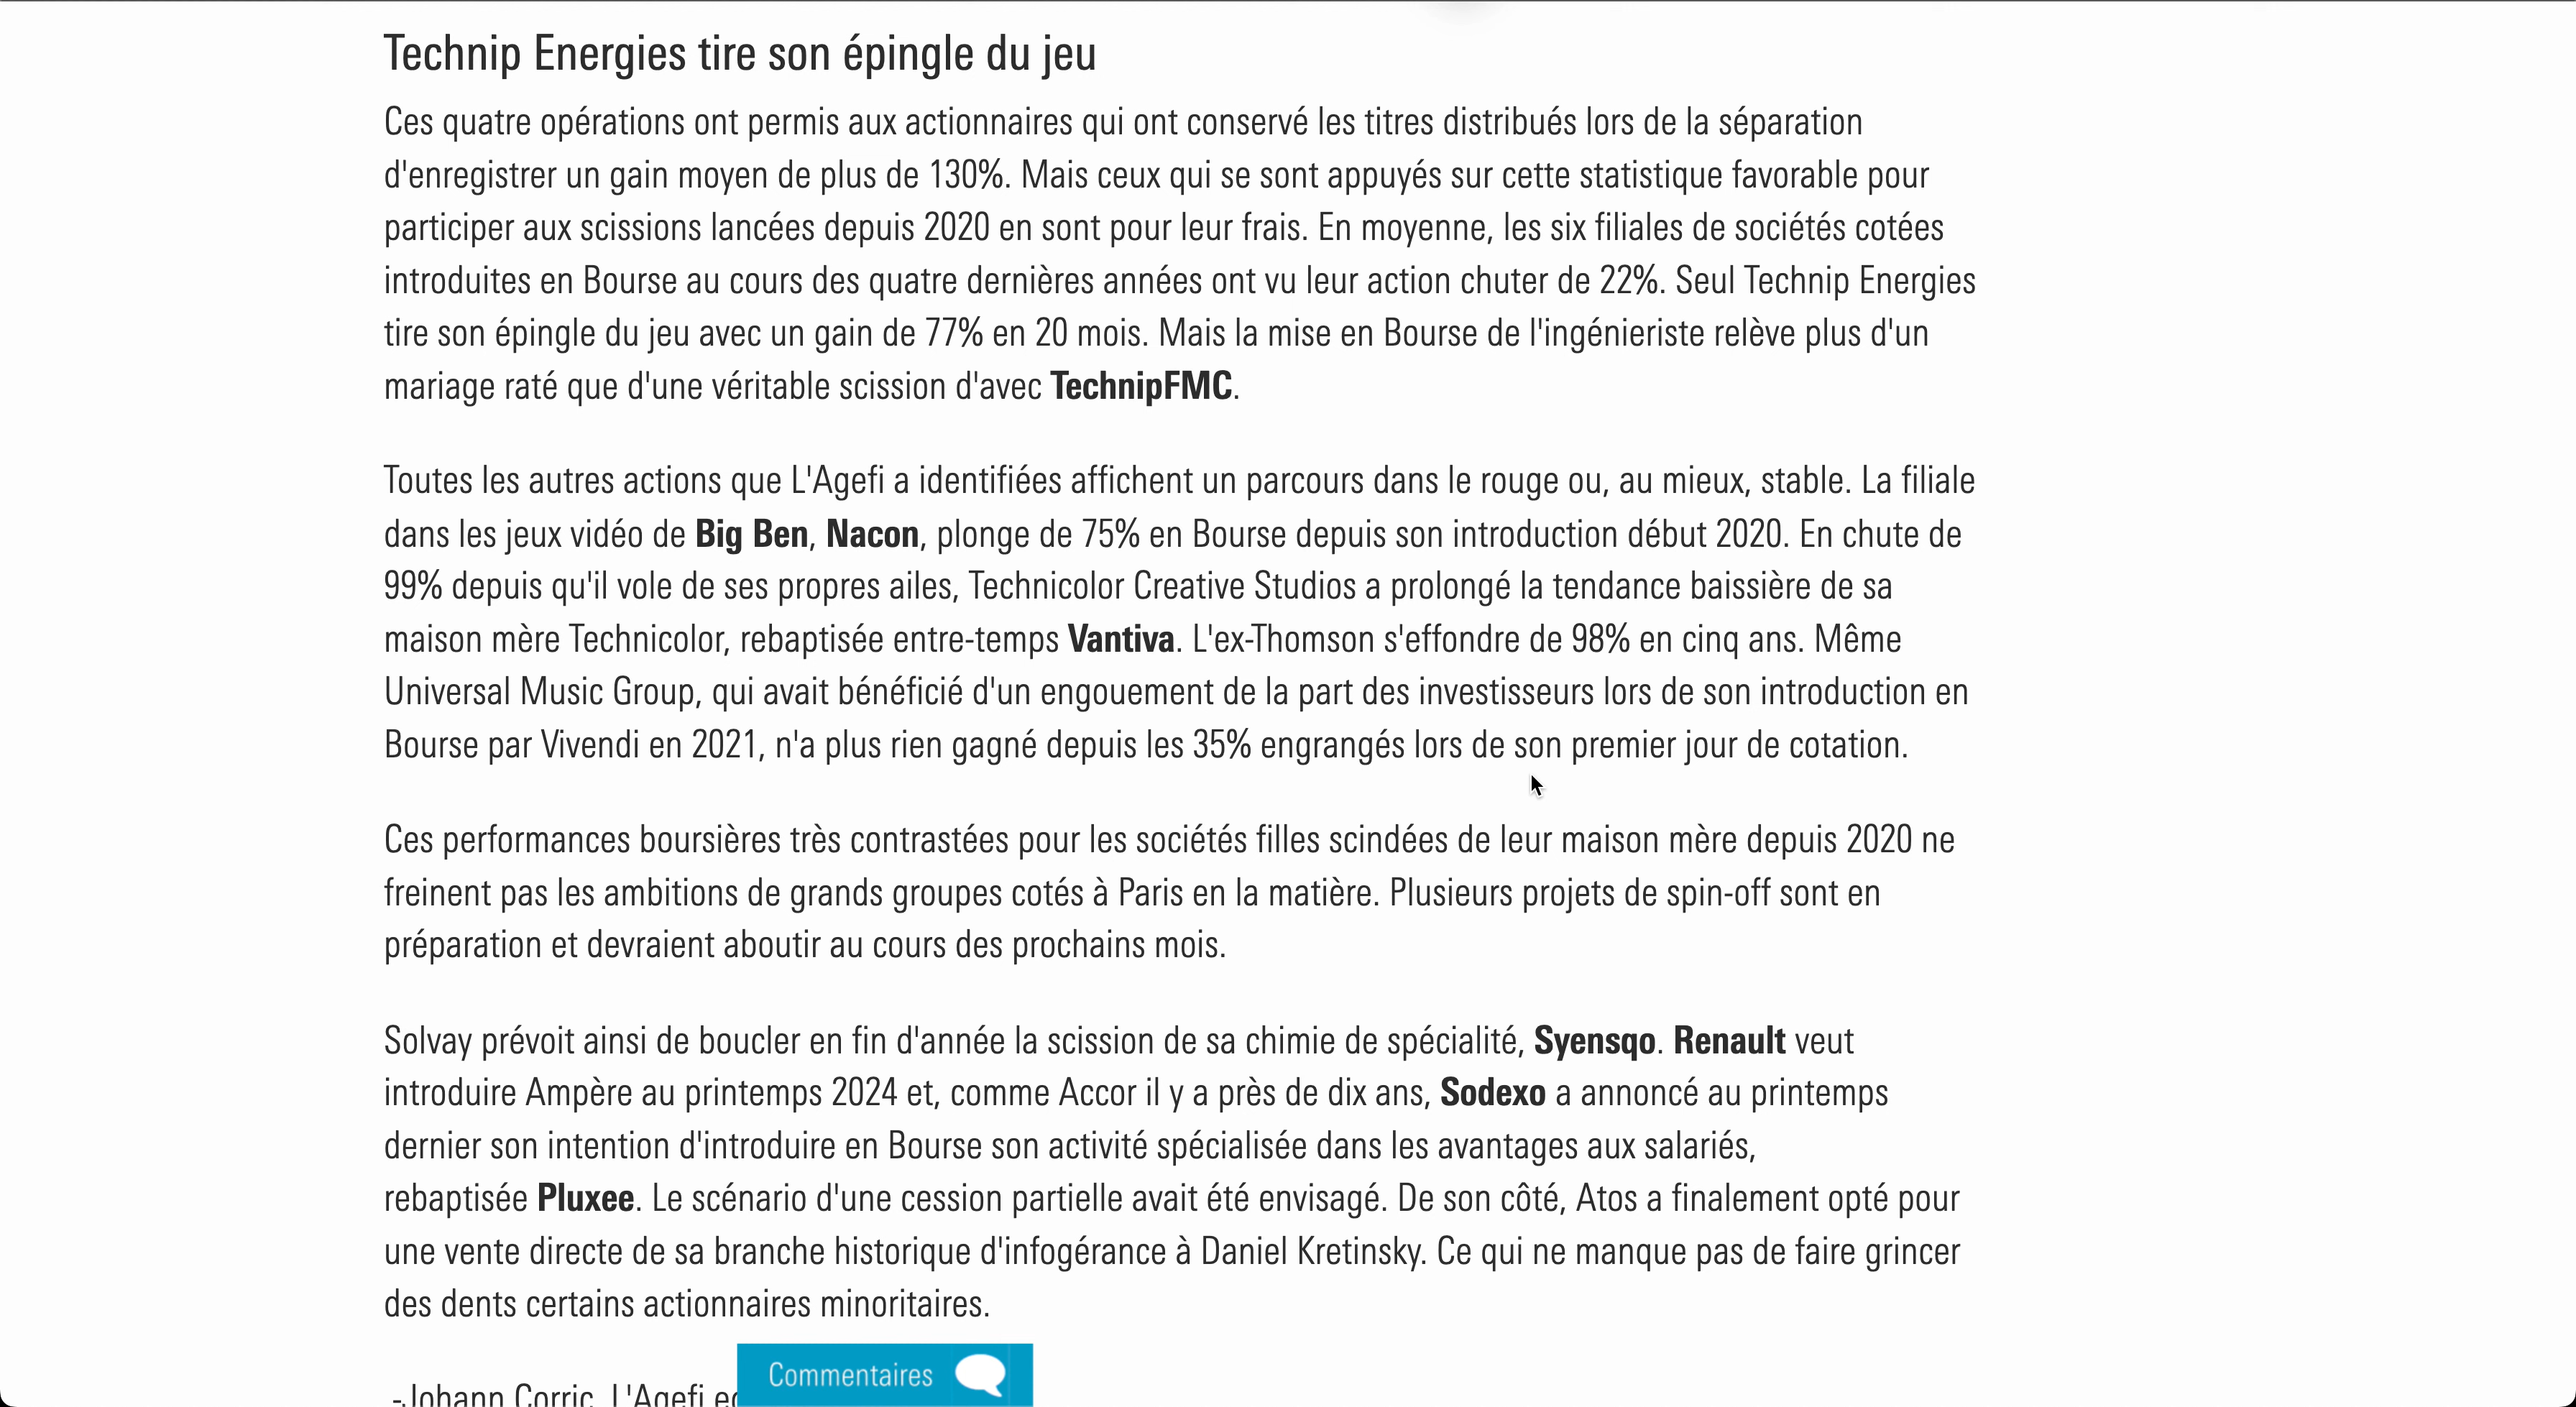 Technip Energies tire son épingle du jeu
Ces quatre opérations ont permis aux actionnaires qui ont conservé les titres distribués lors de la séparation
d'enregistrer un gain moyen de plus de 130%. Mais ceux qui se sont appuyés sur cette statistique favorable pour
participer aux scissions lancées depuis 2020 en sont pour leur frais. En moyenne, les six filiales de sociétés cotées
introduites en Bourse au cours des quatre dernières années ont vu leur action chuter de 22%. Seul Technip Energies
tire son épingle du jeu avec un gain de 77% en 20 mois. Mais la mise en Bourse de l'ingénieriste relève plus d'un
mariage raté que d'une véritable scission d'avec TechnipFMC.
Toutes les autres actions que L'Agefi a identifiées affichent un parcours dans le rouge ou, au mieux, stable. La filiale
dans les jeux vidéo de Big Ben, Nacon, plonge de 75% en Bourse depuis son introduction début 2020. En chute de
99% depuis qu'il vole de ses propres ailes, Technicolor Creative Studios a prolongé la tendance baissière de sa
maison mère Technicolor, rebaptisée entre-temps Vantiva. L'ex-Thomson s'effondre de 98% en cinq ans. Même
Universal Music Group, qui avait bénéficié d'un engouement de la part des investisseurs lors de son introduction en
Bourse par Vivendi en 2021, n'a plus rien gagné depuis les 35% engrangés lors de son premier jour de cotation.
Ces performances boursières très contrastées pour les sociétés filles scindées de leur maison mère depuis 2020 ne
freinent pas les ambitions de grands groupes cotés à Paris en la matière. Plusieurs projets de spin-off sont en
préparation et devraient aboutir au cours des prochains mois.
Solvay prévoit ainsi de boucler en fin d'année la scission de sa chimie de spécialité, Syensqo. Renault veut
introduire Ampère au printemps 2024 et, comme Accor il y a près de dix ans, Sodexo a annoncé au printemps
dernier son intention d'introduire en Bourse son activité spécialisée dans les avantages aux salariés,
rebaptisée Pluxee. Le scénario d'une cession partielle avait été envisagé. De son côté, Atos a finalement opté pour
une vente directe de sa branche historique d'infogérance à Daniel Kretinsky. Ce qui ne manque pas de faire grincer
des dents certains actionnaires minoritaires.
-Johann Corric, L'Agefi
Commentaires